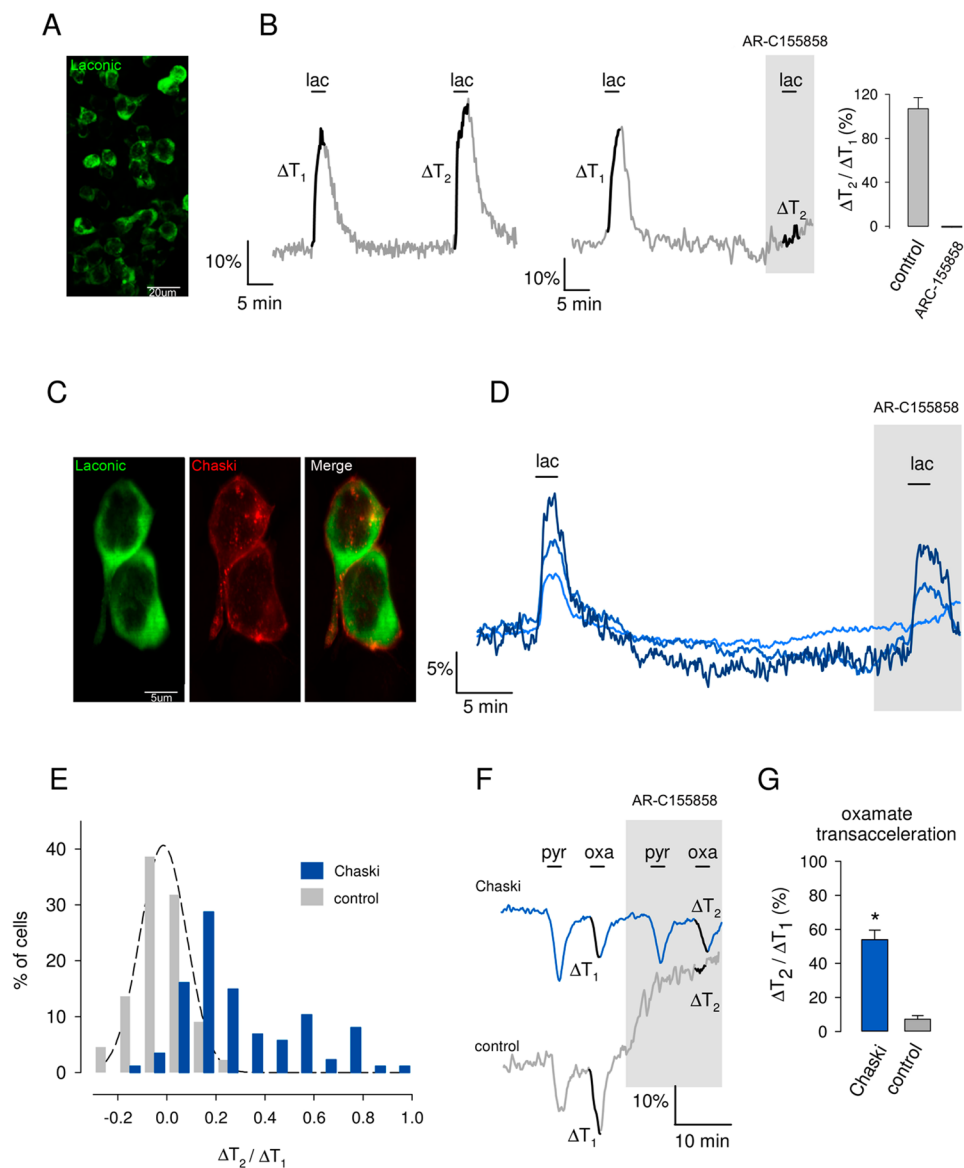 A
Laconic
20um
B
AR-C155858
lac
lac
lac
lac
ΔT1
ΔT2
ΔT1
ΔT2
10%
5 min
10%
5 min
ΔT2 / ΔT1 (%)
120
80
40
0
control
ARC-155858
C
Laconic
Chaski
Merge
5um
D
AR-C155858
lac
lac
5%
5 min
E
% of cells
40
30
20
10
0
Chaski
control
-0.2
0.0
0.2
0.4
0.6
0.8
1.0
ΔT2 / ΔT1
F
AR-C155858
pyr
oxa
pyr
oxa
Chaski
ΔT1
ΔT2
ΔT2
control
ΔT1
10%
10 min
G
oxamate
transacceleration
ΔT2 / ΔT1 (%)
100
80
60
40
20
0
*
Chaski
control